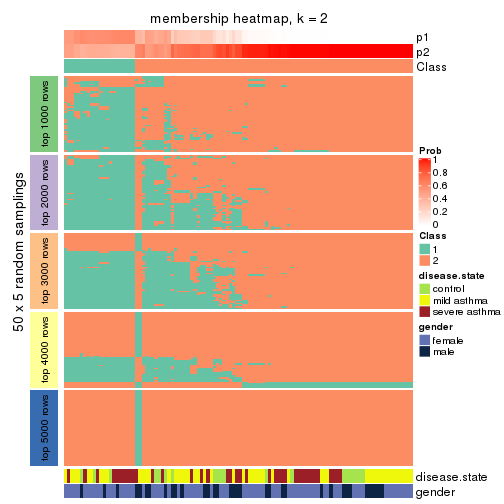 membership heatmap, k = 2
p1
p2
Class
50 x 5 random samplings
top 1000 rows
top 2000 rows
top 3000 rows
top 4000 rows
top 5000 rows
Prob
1
0.8
0.6
0.4
0.2
0
Class
1
2
disease.state
control
mild asthma
severe asthma
gender
female
male
disease.state
gender